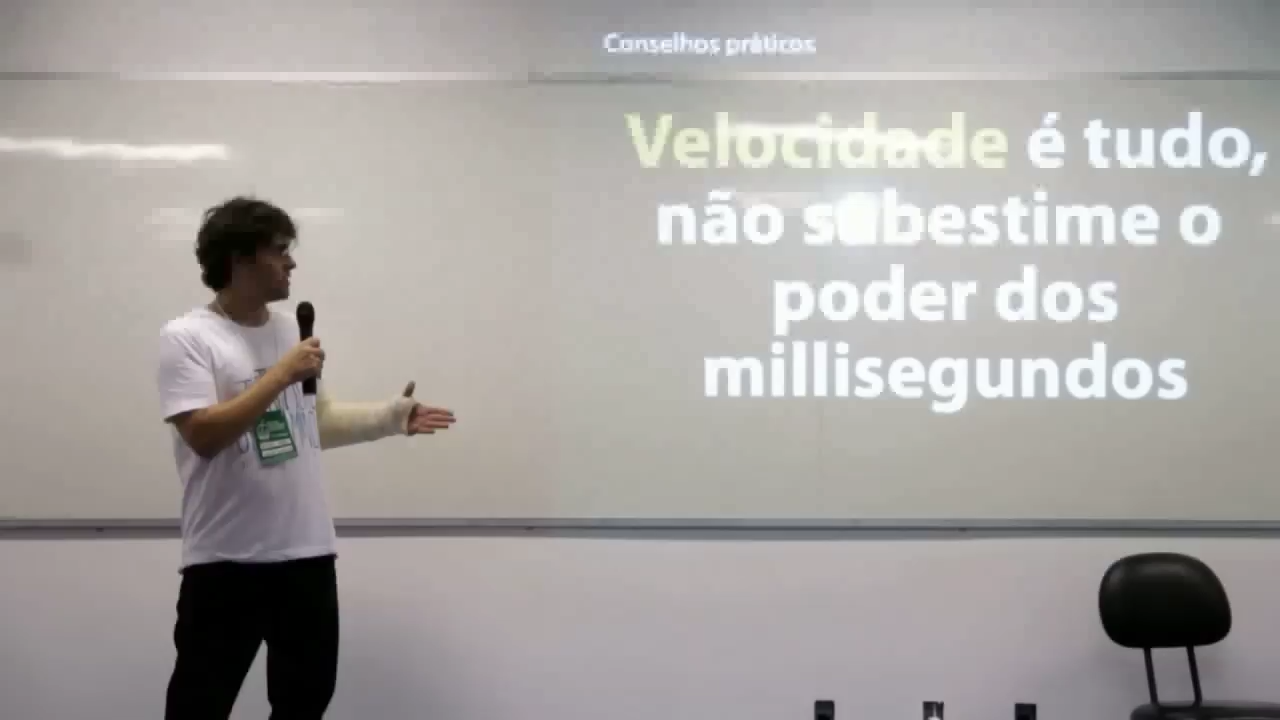 Conselhos práticos
Velocidade é tudo,
não subestime o
poder dos
millisegundos